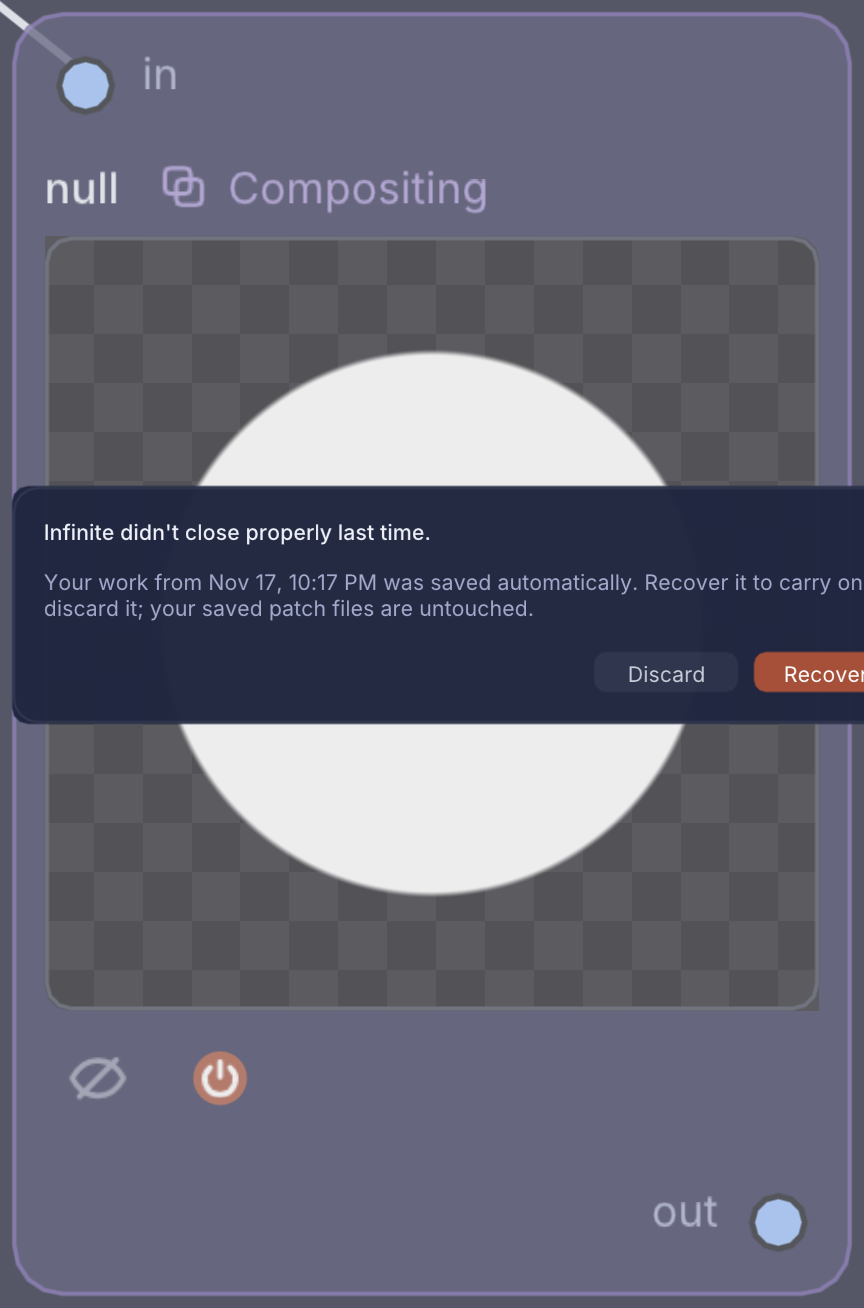 in
null Compositing
Infinite didn't close properly last time.
Your work from Nov 17, 10:17 PM was saved automatically. Recover it to carry on
discard it; your saved patch files are untouched.
Discard Recover
out